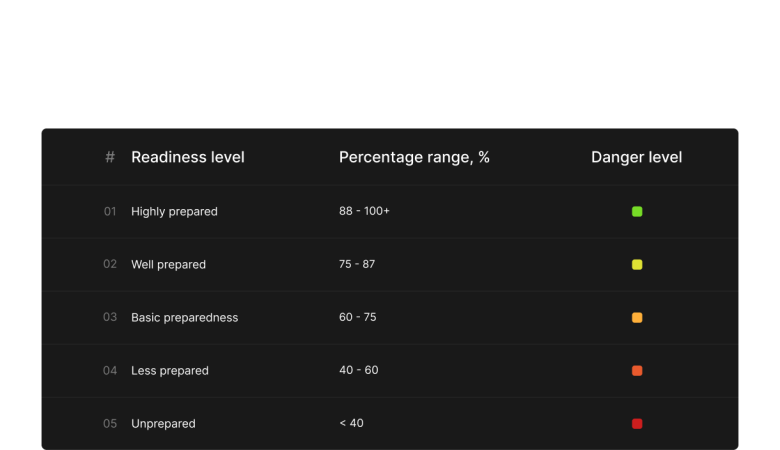 # Readiness level Percentage range, % Danger level
01 Highly prepared 88 - 100+
02 Well prepared 75 - 87
03 Basic preparedness 60 - 75
04 Less prepared 40 - 60
05 Unprepared < 40